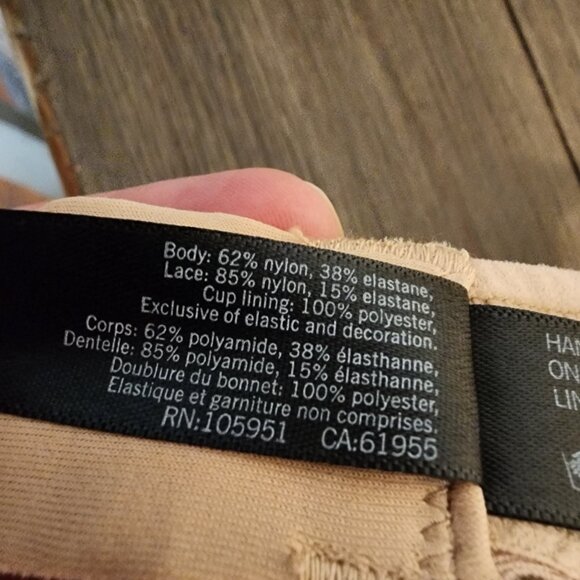 Body: 62% nylon, 38% elastane,
Lace: 85% nylon, 15% elastane,
Cup lining: 100% polyester,
Exclusive of elastic and decoration.
Corps: 62% polyamide, 38% élasthanne,
Dentelle: 85% polyamide, 15% élasthanne,
Doublure du bonnet: 100% polyester,
Elastique et garniture non comprises.
RN:105951 CA:61955
ON